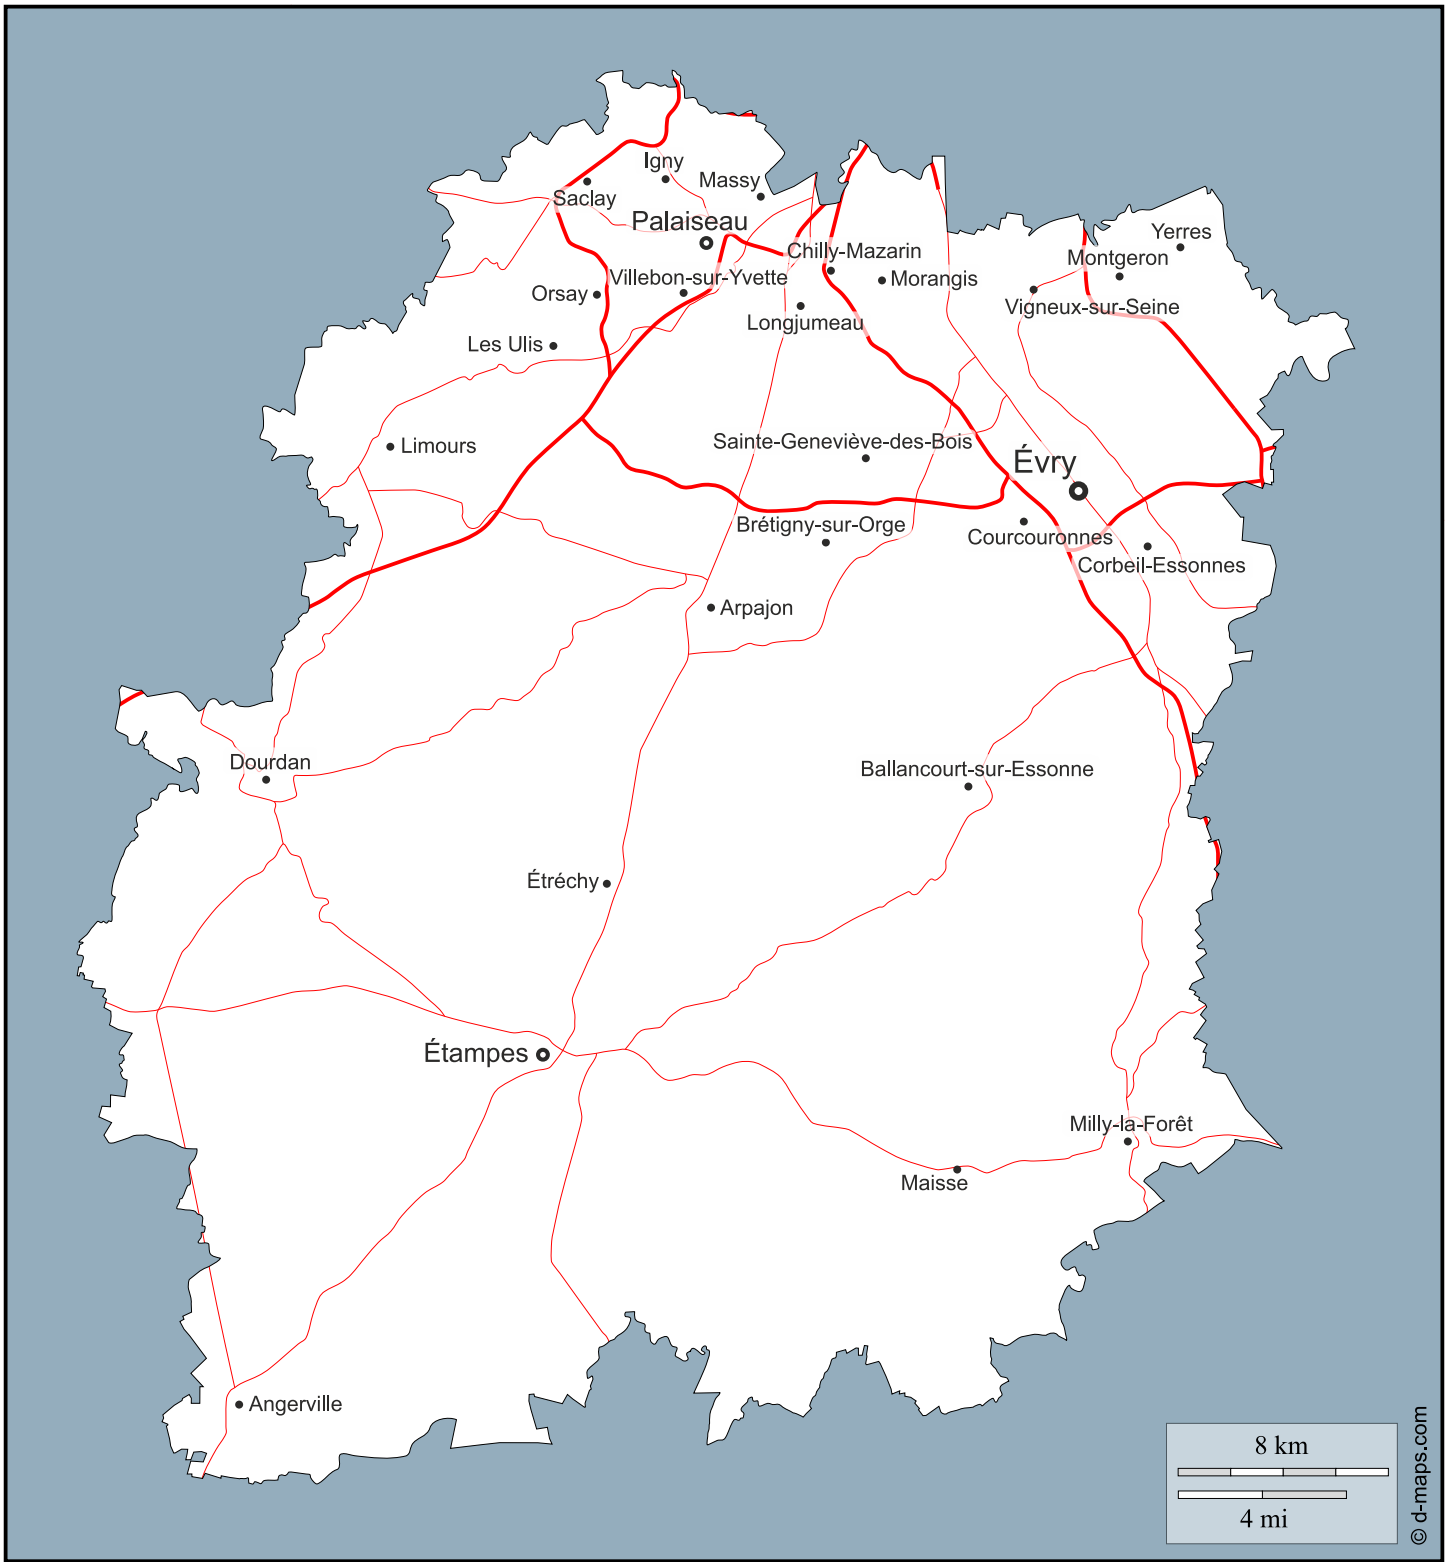 Igny
Massy
Saclay
Palaiseau
Yerres
Chilly-Mazarin
Montgeron
Villebon-sur-Yvette
Morangis
Orsay
Vigneux-sur-Seine
Longjumeau
Les Ulis
Limours
Sainte-Geneviève-des-Bois
Évry
Brétigny-sur-Orge
Courcouronnes
Corbeil-Essonnes
Arpajon
Dourdan
Ballancourt-sur-Essonne
Étréchy
Étampes
Milly-la-Forêt
Maisse
Angerville
8 km
4 mi
© d-maps.com